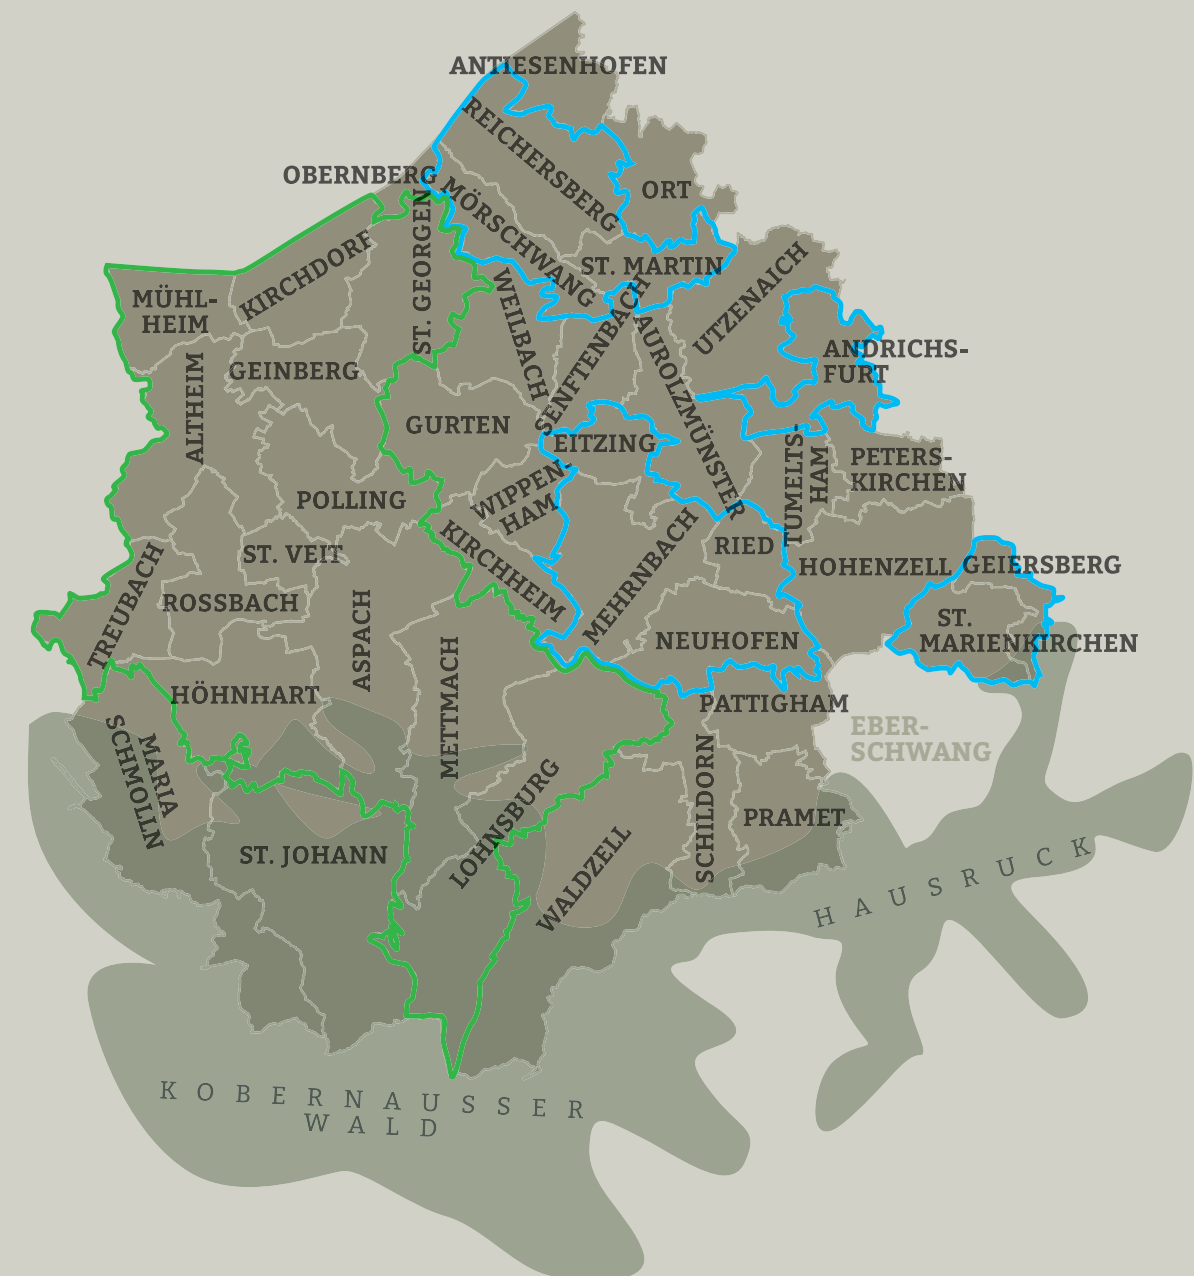 ANTIESENHOFEN
REICHERSBERG
OBERNBERG
MÖRSCHWANG
ORT
ST. GEORGEN
KIRCHDORF
ST. MARTIN
UTZENAICH
MÜHL-
HEIM
WEILBACH
SENFTENBACH
AUROLZMÜNSTER
ANDRICHS-
FURT
GEINBERG
ALTHEIM
GURTEN
EITZING
TUMELTS-
HAM
PETERS-
KIRCHEN
WIPPEN-
HAM
POLLING
KIRCHHEIM
MEHRNBACH
RIED
ST. VEIT
HOHENZELL
GEIERSBERG
TREUBACH
ROSSBACH
ASPACH
ST.
MARIENKIRCHEN
NEUHOFEN
METTMACH
HÖHNHART
PATTIGHAM
EBER-
SCHWANG
MARIA
SCHMOLLN
LOHNSBURG
SCHILDORN
PRAMET
ST. JOHANN
WALDZELL
HAUSRUCK
KOBERNAUSSER
WALD